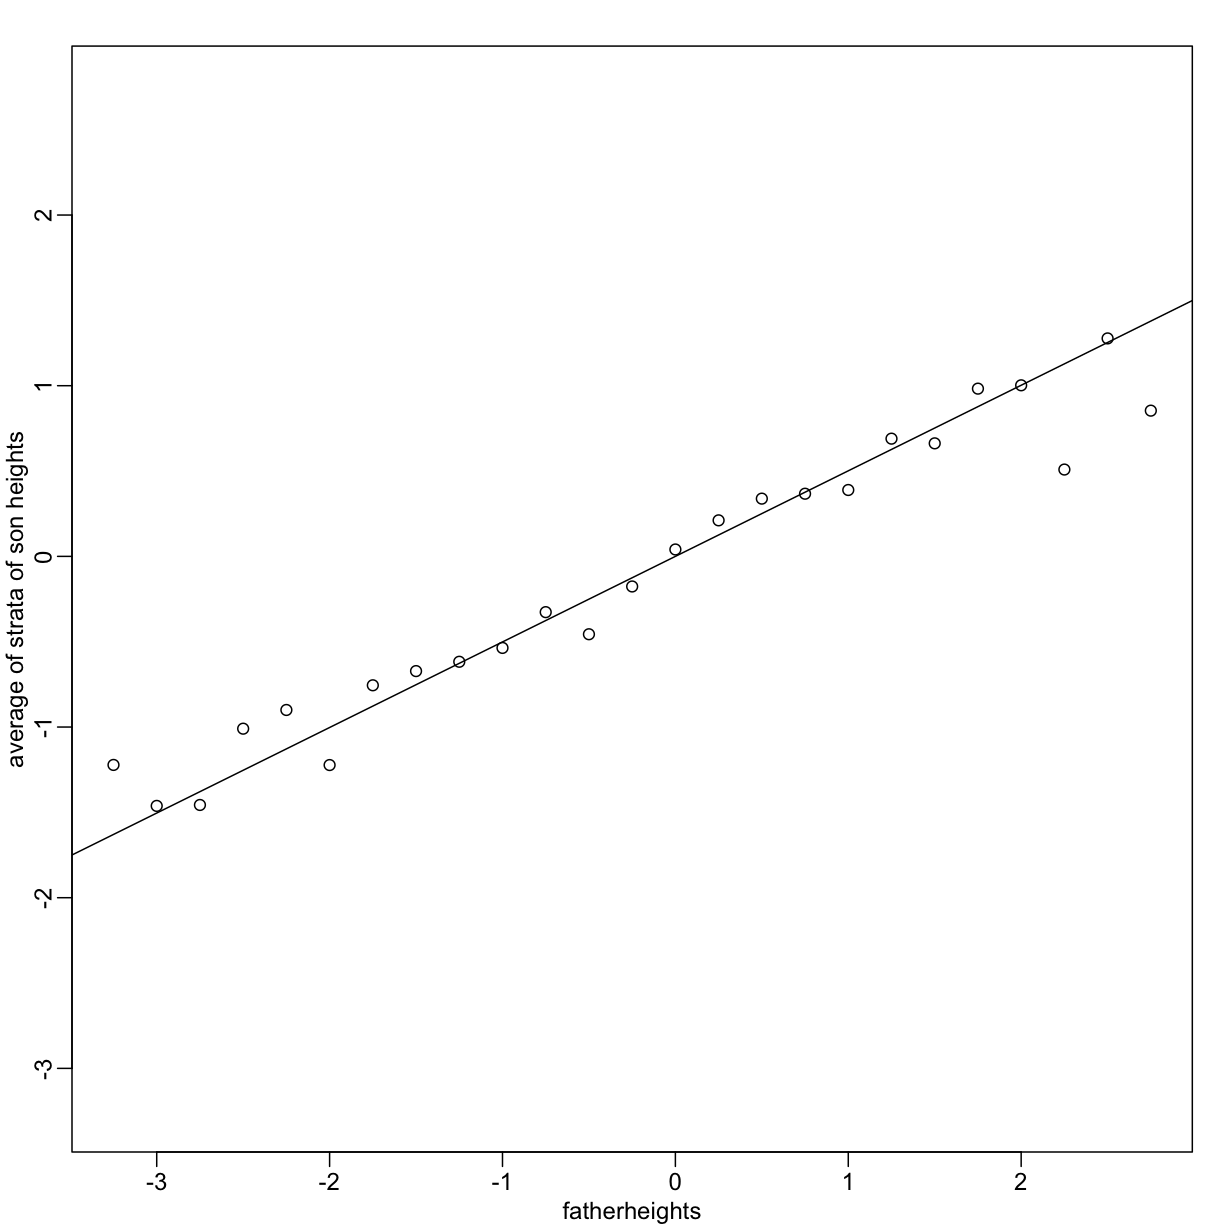 average of strata of son heights
2
1
0
-1
-2
-3
-3 -2 -1 0 1 2
fatherheights